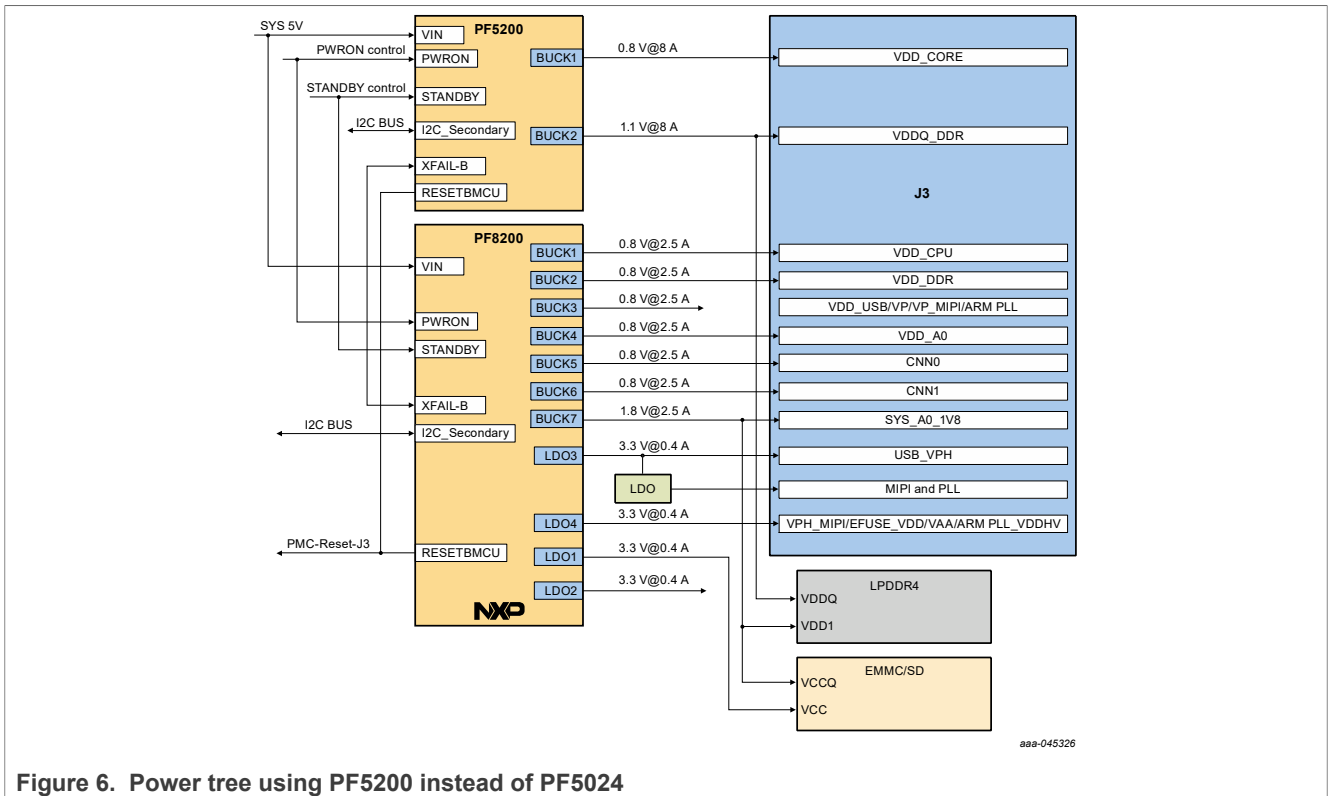 SYS 5V
PWRON control
STANDBY control
I2C BUS
PF5200
VIN
PWRON
STANDBY
I2C_Secondary
XFAIL-B
RESETBMCU
BUCK1
0.8 V@8 A
BUCK2
1.1 V@8 A
J3
VDD_CORE
VDDQ_DDR
PF8200
VIN
PWRON
STANDBY
XFAIL-B
I2C BUS
I2C_Secondary
PMC-Reset-J3
RESETBMCU
NXP
BUCK1
0.8 V@2.5 A
VDD_CPU
BUCK2
0.8 V@2.5 A
VDD_DDR
BUCK3
0.8 V@2.5 A
VDD_USB/VP/VP_MIPI/ARM PLL
BUCK4
0.8 V@2.5 A
VDD_A0
BUCK5
0.8 V@2.5 A
CNN0
BUCK6
0.8 V@2.5 A
CNN1
BUCK7
1.8 V@2.5 A
SYS_A0_1V8
LDO3
3.3 V@0.4 A
USB_VPH
LDO
MIPI and PLL
LDO4
3.3 V@0.4 A
VPH_MIPI/EFUSE_VDD/VAA/ARM PLL_VDDHV
LDO1
3.3 V@0.4 A
LDO2
3.3 V@0.4 A
LPDDR4
VDDQ
VDD1
EMMC/SD
VCCQ
VCC
aaa-045326
Figure 6. Power tree using PF5200 instead of PF5024